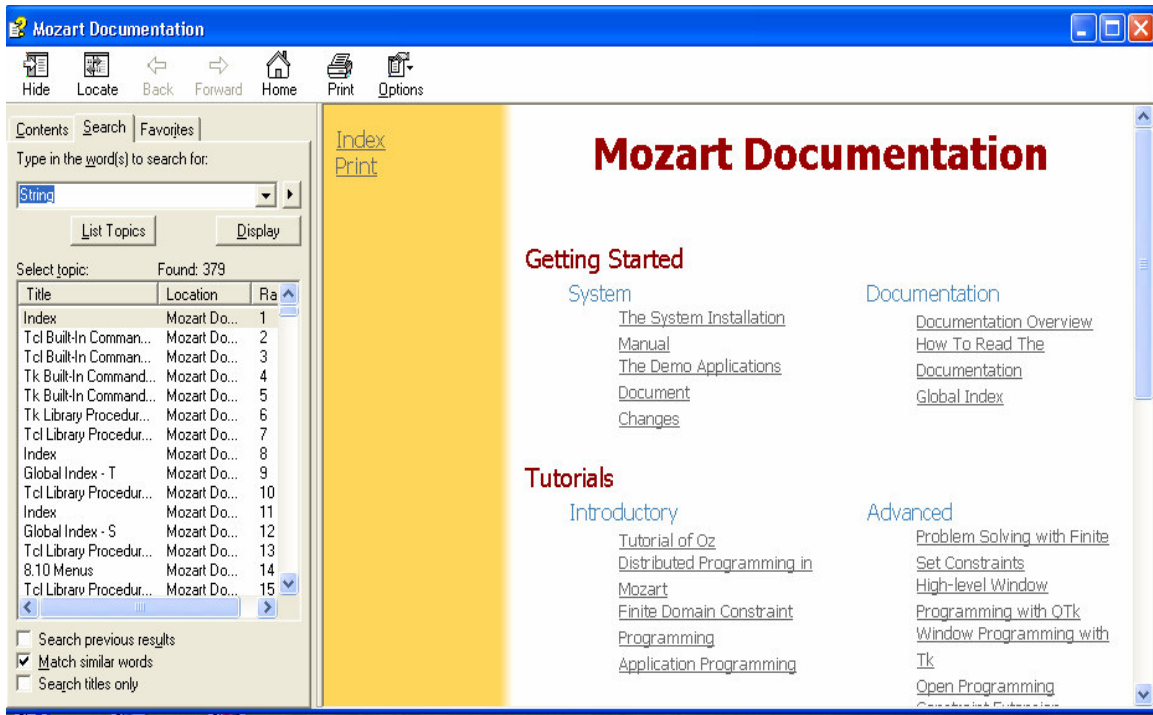 Mozart Documentation
Hide Locate Back Forward Home Print Options
Contents Search Favorites
Type in the word(s) to search for:
String
List Topics Display
Select topic: Found: 379
Title Location Ra
Index Mozart Do... 1
Tcl Built-In Comman... Mozart Do... 2
Tcl Built-In Comman... Mozart Do... 3
Tk Built-In Command... Mozart Do... 4
Tk Built-In Command... Mozart Do... 5
Tk Library Procedur... Mozart Do... 6
Tcl Library Procedur... Mozart Do... 7
Index Mozart Do... 8
Global Index - T Mozart Do... 9
Tcl Library Procedur... Mozart Do... 10
Index Mozart Do... 11
Global Index - S Mozart Do... 12
Tcl Library Procedur... Mozart Do... 13
8.10 Menus Mozart Do... 14
Tcl Library Procedur... Mozart Do... 15
Search previous results
Match similar words
Search titles only
Index
Print
Mozart Documentation
Getting Started
System
The System Installation
Manual
The Demo Applications
Document
Changes
Documentation
Documentation Overview
How To Read The
Documentation
Global Index
Tutorials
Introductory
Tutorial of Oz
Distributed Programming in
Mozart
Finite Domain Constraint
Programming
Application Programming
Advanced
Problem Solving with Finite
Set Constraints
High-level Window
Programming with QTk
Window Programming with
Tk
Open Programming
Constraint Extension